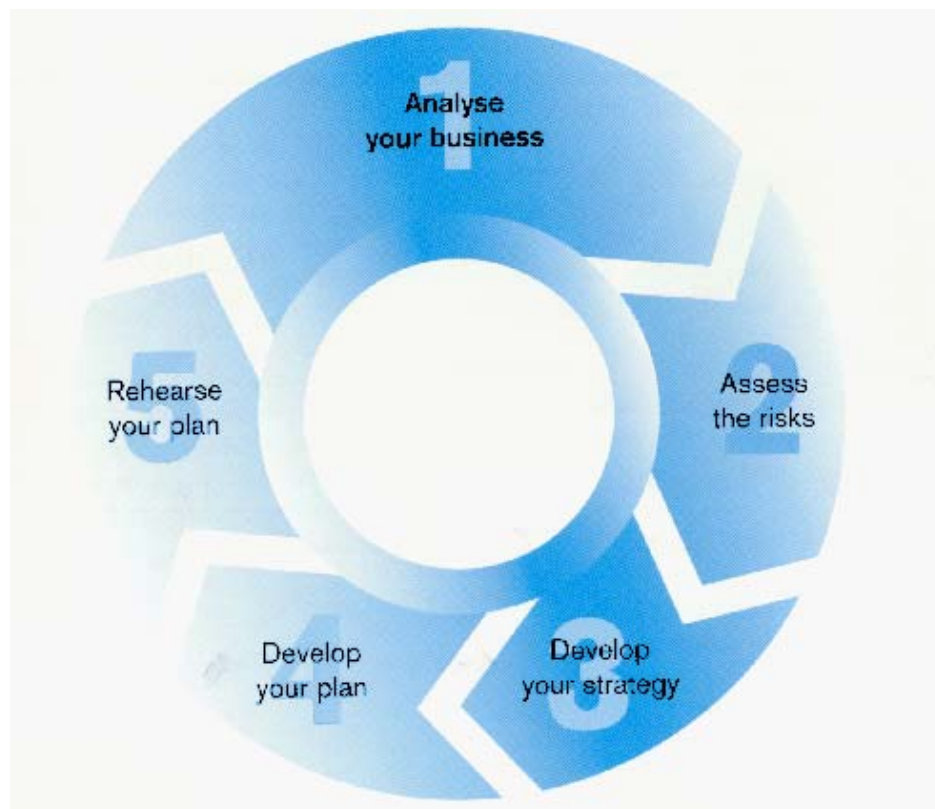 1
Analyse
your business
2
Assess
the risks
3
Develop
your strategy
4
Develop
your plan
5
Rehearse
your plan